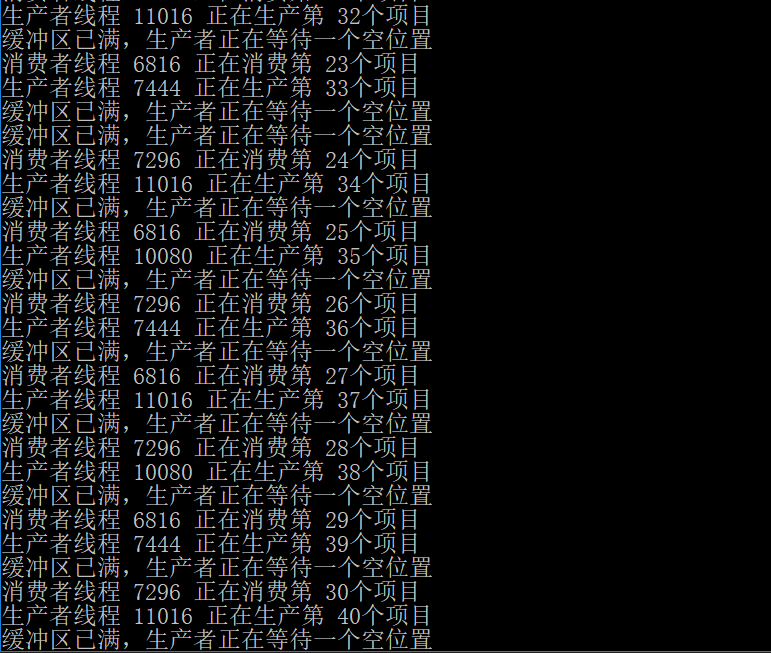 生产者线程 11016 正在生产第 32个项目
缓冲区已满，生产者正在等待一个空位置
消费者线程 6816 正在消费第 23个项目
生产者线程 7444 正在生产第 33个项目
缓冲区已满，生产者正在等待一个空位置
缓冲区已满，生产者正在等待一个空位置
消费者线程 7296 正在消费第 24个项目
生产者线程 11016 正在生产第 34个项目
缓冲区已满，生产者正在等待一个空位置
消费者线程 6816 正在消费第 25个项目
生产者线程 10080 正在生产第 35个项目
缓冲区已满，生产者正在等待一个空位置
消费者线程 7296 正在消费第 26个项目
生产者线程 7444 正在生产第 36个项目
缓冲区已满，生产者正在等待一个空位置
消费者线程 6816 正在消费第 27个项目
生产者线程 11016 正在生产第 37个项目
缓冲区已满，生产者正在等待一个空位置
消费者线程 7296 正在消费第 28个项目
生产者线程 10080 正在生产第 38个项目
缓冲区已满，生产者正在等待一个空位置
消费者线程 6816 正在消费第 29个项目
生产者线程 7444 正在生产第 39个项目
缓冲区已满，生产者正在等待一个空位置
消费者线程 7296 正在消费第 30个项目
生产者线程 11016 正在生产第 40个项目
缓冲区已满，生产者正在等待一个空位置